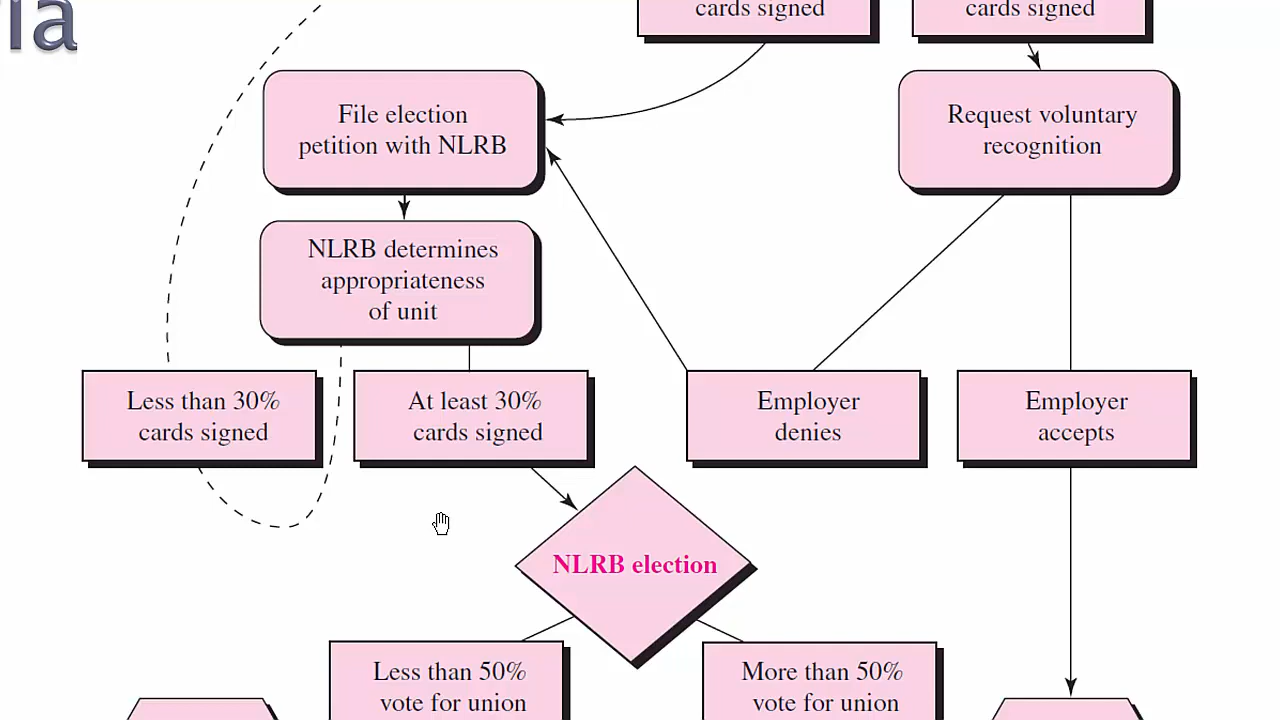 ia
cards signed
cards signed
File election
petition with NLRB
Request voluntary
recognition
NLRB determines
appropriateness
of unit
Less than 30%
cards signed
At least 30%
cards signed
Employer
denies
Employer
accepts
NLRB election
Less than 50%
vote for union
More than 50%
vote for union